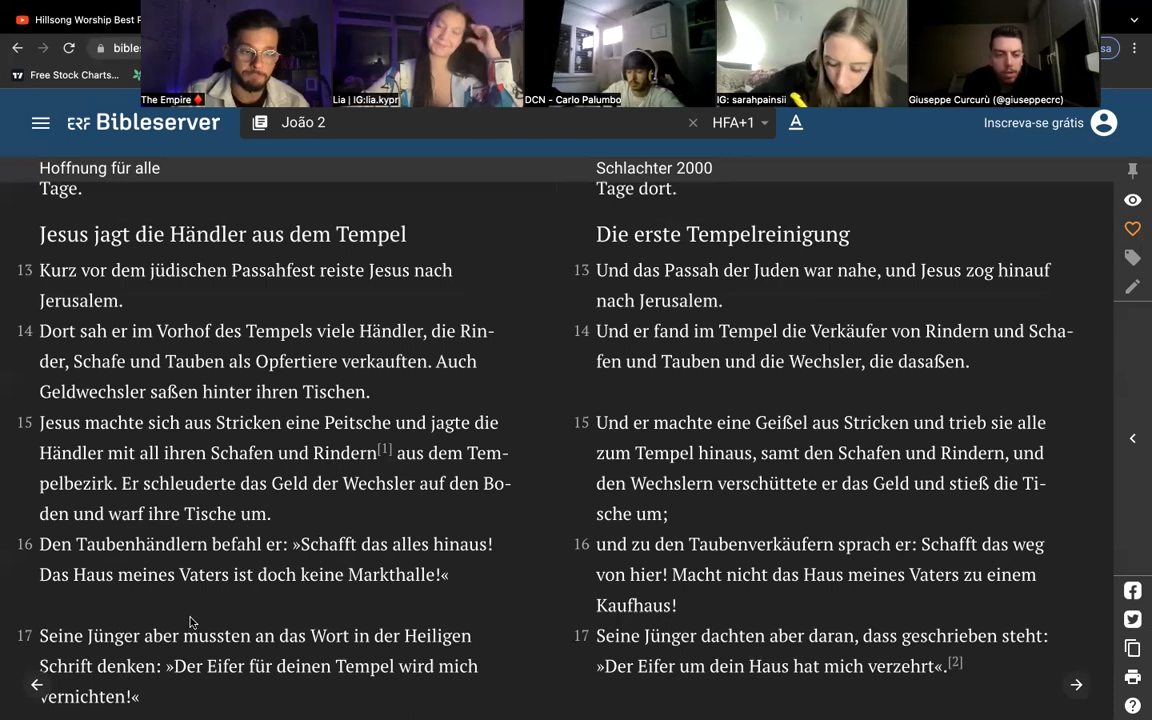 Hillsong Worship Best P
bibles
sa
Free Stock Charts...
The Empire
Lia | IG:lia.kypr
DCN - Carlo Palumbo
IG: sarahpainsii
Giuseppe Curcurù (@giuseppecrc)
ERF Bibleserver
João 2
HFA+1
A
Inscreva-se grátis
Hoffnung für alle
Tage.
Jesus jagt die Händler aus dem Tempel
13 Kurz vor dem jüdischen Passahfest reiste Jesus nach
Jerusalem.
14 Dort sah er im Vorhof des Tempels viele Händler, die Rin-
der, Schafe und Tauben als Opfertiere verkauften. Auch
Geldwechsler saßen hinter ihren Tischen.
15 Jesus machte sich aus Stricken eine Peitsche und jagte die
Händler mit all ihren Schafen und Rindern[1] aus dem Tem-
pelbezirk. Er schleuderte das Geld der Wechsler auf den Bo-
den und warf ihre Tische um.
16 Den Taubenhändlern befahl er: »Schafft das alles hinaus!
Das Haus meines Vaters ist doch keine Markthalle!«
17 Seine Jünger aber mussten an das Wort in der Heiligen
Schrift denken: »Der Eifer für deinen Tempel wird mich
vernichten!«
Schlachter 2000
Tage dort.
Die erste Tempelreinigung
13 Und das Passah der Juden war nahe, und Jesus zog hinauf
nach Jerusalem.
14 Und er fand im Tempel die Verkäufer von Rindern und Scha-
fen und Tauben und die Wechsler, die dasaßen.
15 Und er machte eine Geißel aus Stricken und trieb sie alle
zum Tempel hinaus, samt den Schafen und Rindern, und
den Wechslern verschüttete er das Geld und stieß die Ti-
sche um;
16 und zu den Taubenverkäufern sprach er: Schafft das weg
von hier! Macht nicht das Haus meines Vaters zu einem
Kaufhaus!
17 Seine Jünger dachten aber daran, dass geschrieben steht:
»Der Eifer um dein Haus hat mich verzehrt«.[2]